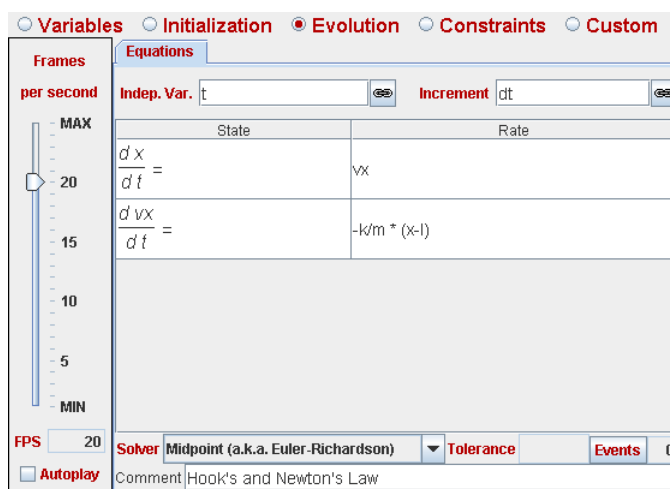 Variables Initialization Evolution Constraints Custom
Frames
per second
MAX
20
15
10
5
MIN
FPS 20
Autoplay
Equations
Indep. Var. t Increment dt
State Rate
d x
d t
=
vx
d vx
d t
=
-k/m * (x-l)
Solver Midpoint (a.k.a. Euler-Richardson) Tolerance Events
Comment Hook's and Newton's Law